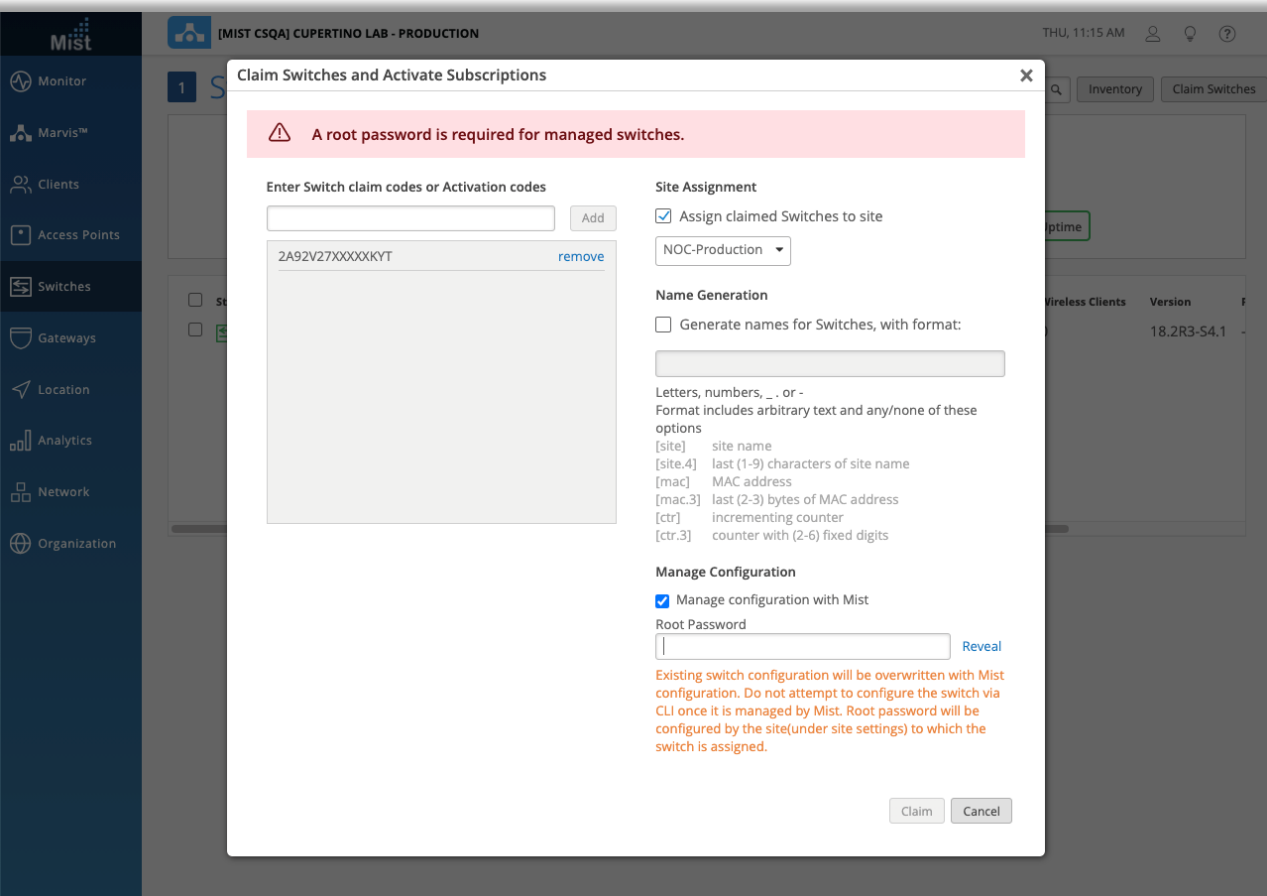 Mist
[MIST CSQA] CUPERTINO LAB - PRODUCTION
THU, 11:15 AM
Monitor
Marvis™
Clients
Access Points
Switches
Gateways
Location
Analytics
Network
Organization
1 S
Inventory
Claim Switches
Claim Switches and Activate Subscriptions
A root password is required for managed switches.
Enter Switch claim codes or Activation codes
Add
2A92V27XXXXXKYT remove
Site Assignment
Assign claimed Switches to site
NOC-Production
Name Generation
Generate names for Switches, with format:
Letters, numbers, _ . or -
Format includes arbitrary text and any/none of these
options
[site] site name
[site.4] last (1-9) characters of site name
[mac] MAC address
[mac.3] last (2-3) bytes of MAC address
[ctr] incrementing counter
[ctr.3] counter with (2-6) fixed digits
Manage Configuration
Manage configuration with Mist
Root Password
Reveal
Existing switch configuration will be overwritten with Mist
configuration. Do not attempt to configure the switch via
CLI once it is managed by Mist. Root password will be
configured by the site(under site settings) to which the
switch is assigned.
Claim
Cancel
Clients
Version
18.2R3-S4.1 -